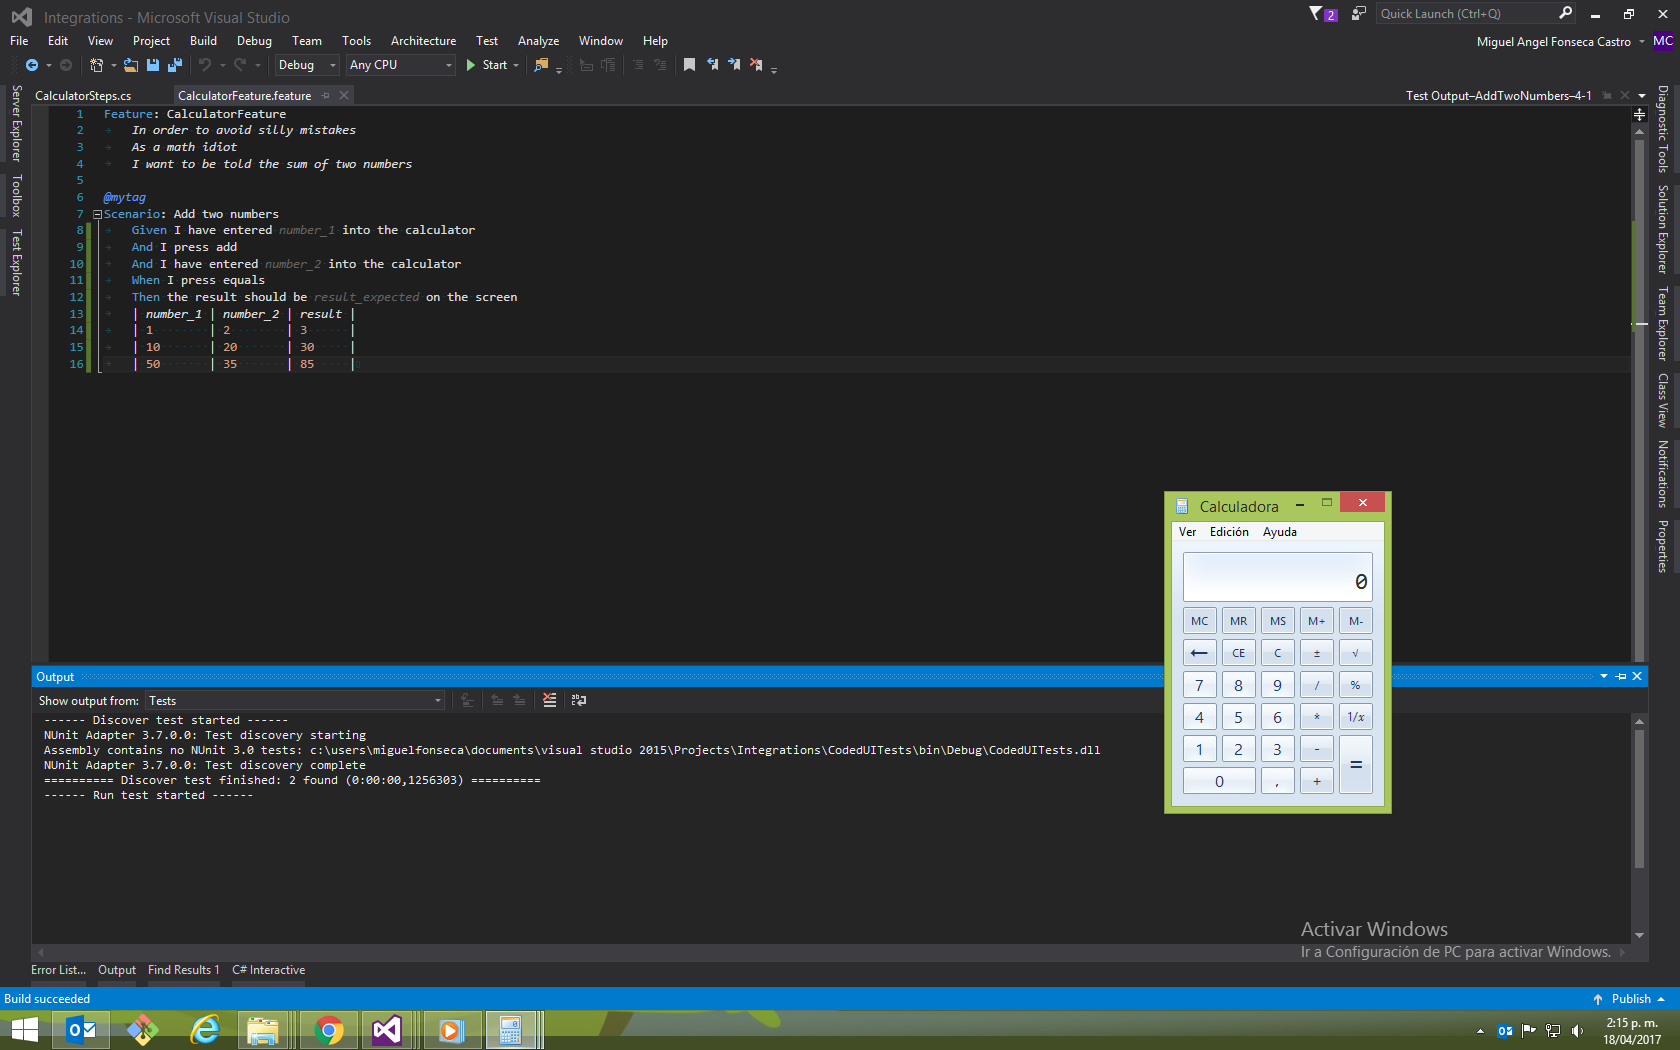 Integrations - Microsoft Visual Studio
2
Quick Launch (Ctrl+Q)
File Edit View Project Build Debug Team Tools Architecture Test Analyze Window Help
Miguel Angel Fonseca Castro MC
Debug Any CPU Start
CalculatorSteps.cs CalculatorFeature.feature Test Output–AddTwoNumbers–4-1
Server Explorer
Toolbox
Test Explorer
1 Feature: CalculatorFeature
2 In order to avoid silly mistakes
3 As a math idiot
4 I want to be told the sum of two numbers
5
6 @mytag
7 Scenario: Add two numbers
8 Given I have entered number_1 into the calculator
9 And I press add
10 And I have entered number_2 into the calculator
11 When I press equals
12 Then the result should be result_expected on the screen
13 | number_1 | number_2 | result |
14 | 1 | 2 | 3 |
15 | 10 | 20 | 30 |
16 | 50 | 35 | 85 |
Diagnostic Tools
Solution Explorer
Team Explorer
Class View
Notifications
Properties
Calculadora
Ver Edición Ayuda
0
MC MR MS M+ M-
← CE C ± √
7 8 9 / %
4 5 6 * 1/x
1 2 3 - =
0 , +
Output
Show output from: Tests
------ Discover test started ------
NUnit Adapter 3.7.0.0: Test discovery starting
Assembly contains no NUnit 3.0 tests: c:\users\miguelfonseca\documents\visual studio 2015\Projects\Integrations\CodedUITests\bin\Debug\CodedUITests.dll
NUnit Adapter 3.7.0.0: Test discovery complete
========== Discover test finished: 2 found (0:00:00,1256303) ==========
------ Run test started ------
Activar Windows
Ir a Configuración de PC para activar Windows.
Error List... Output Find Results 1 C# Interactive
Build succeeded
Publish
2:15 p. m.
18/04/2017